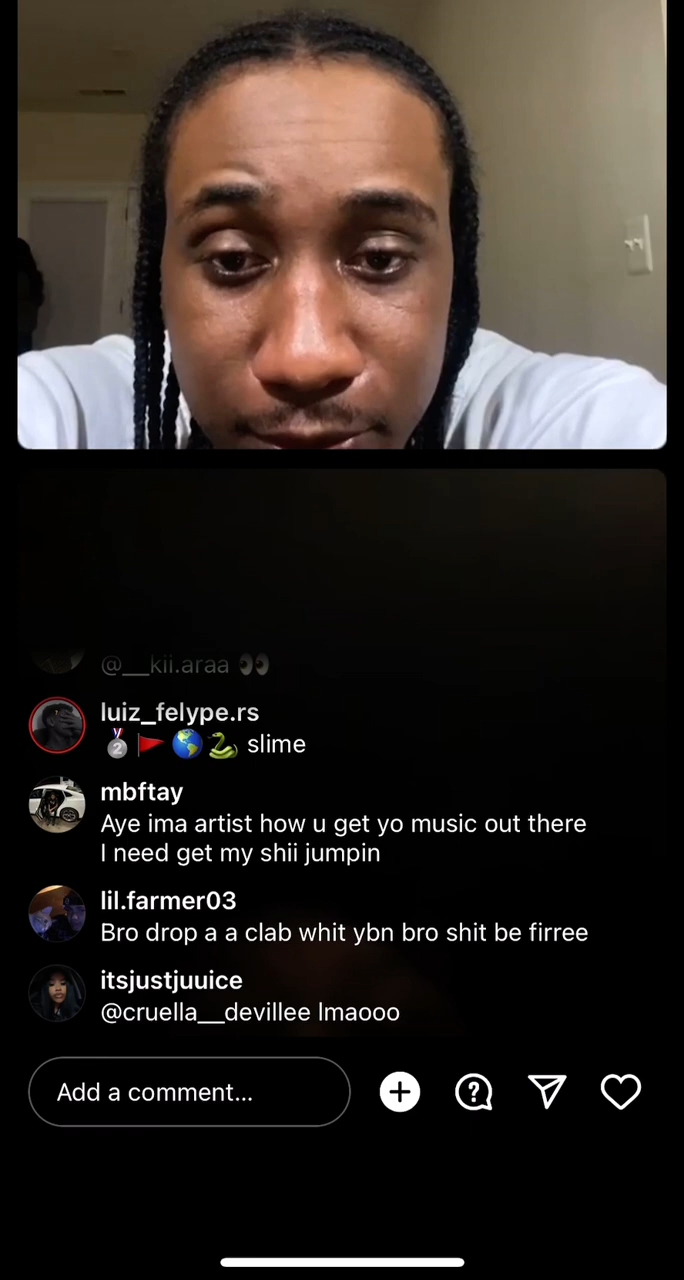 @__kii.araa 👀
luiz_felype.rs
🥈🚩🌎🐍 slime
mbftay
Aye ima artist how u get yo music out there
I need get my shii jumpin
lil.farmer03
Bro drop a a clab whit ybn bro shit be firree
itsjustjuuice
@cruella__devillee lmaooo
Add a comment...